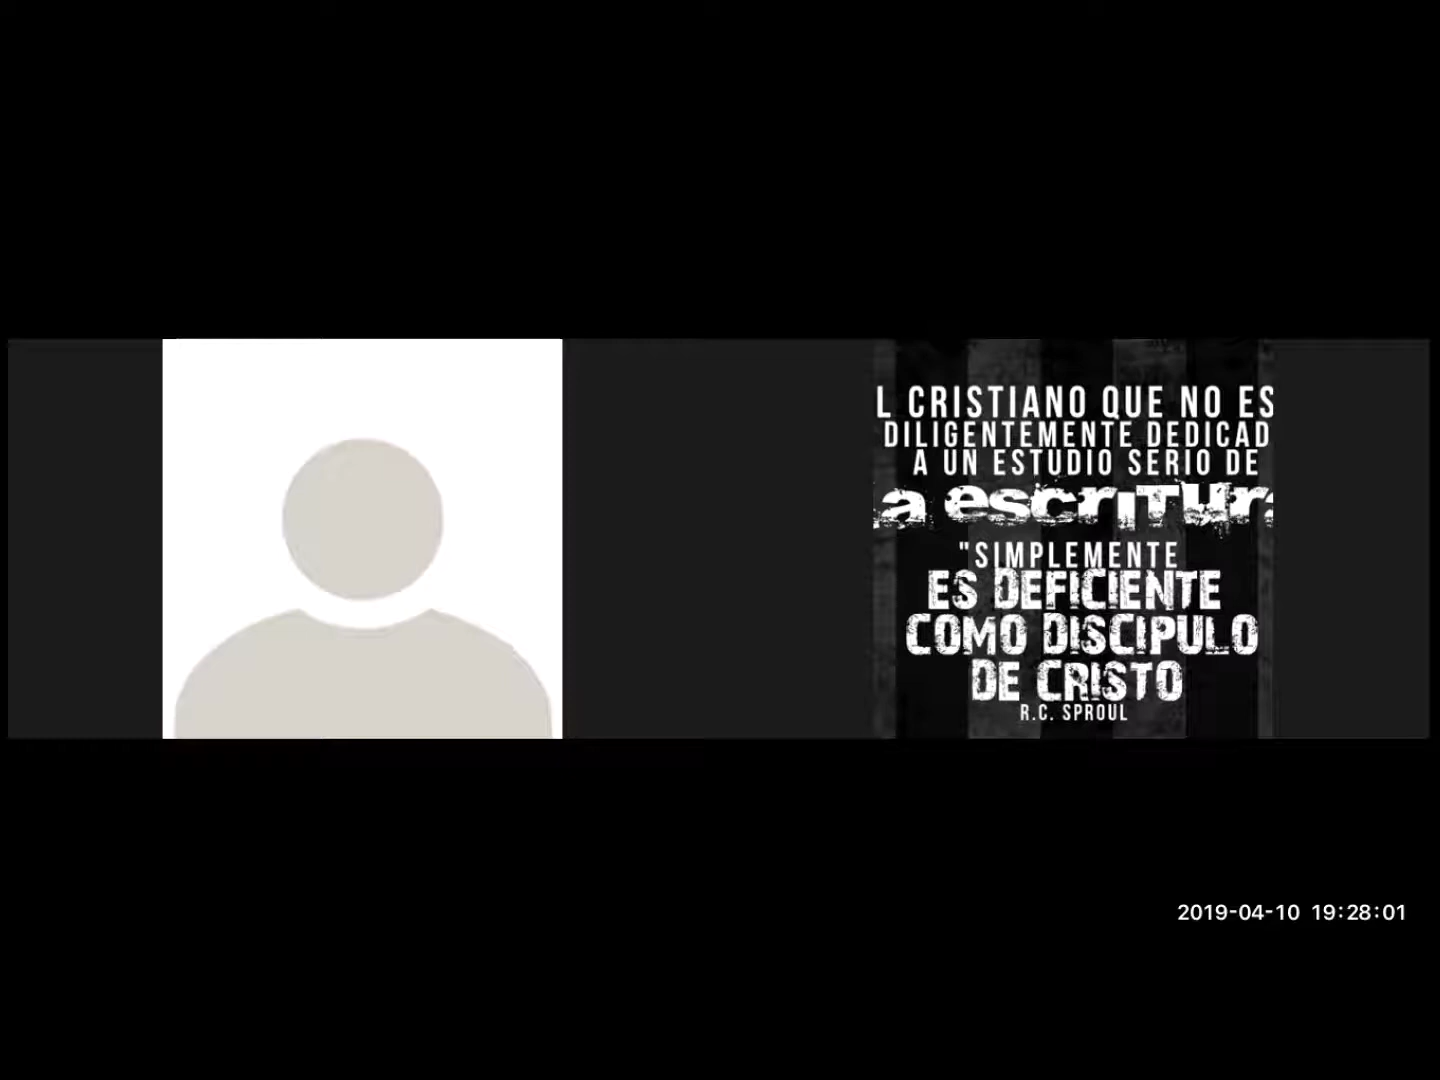 L CRISTIANO QUE NO ES
DILIGENTEMENTE DEDICAD
A UN ESTUDIO SERIO DE
a escritura
"SIMPLEMENTE
ES DEFICIENTE
COMO DISCIPULO
DE CRISTO
R.C. SPROUL
2019-04-10 19:28:01